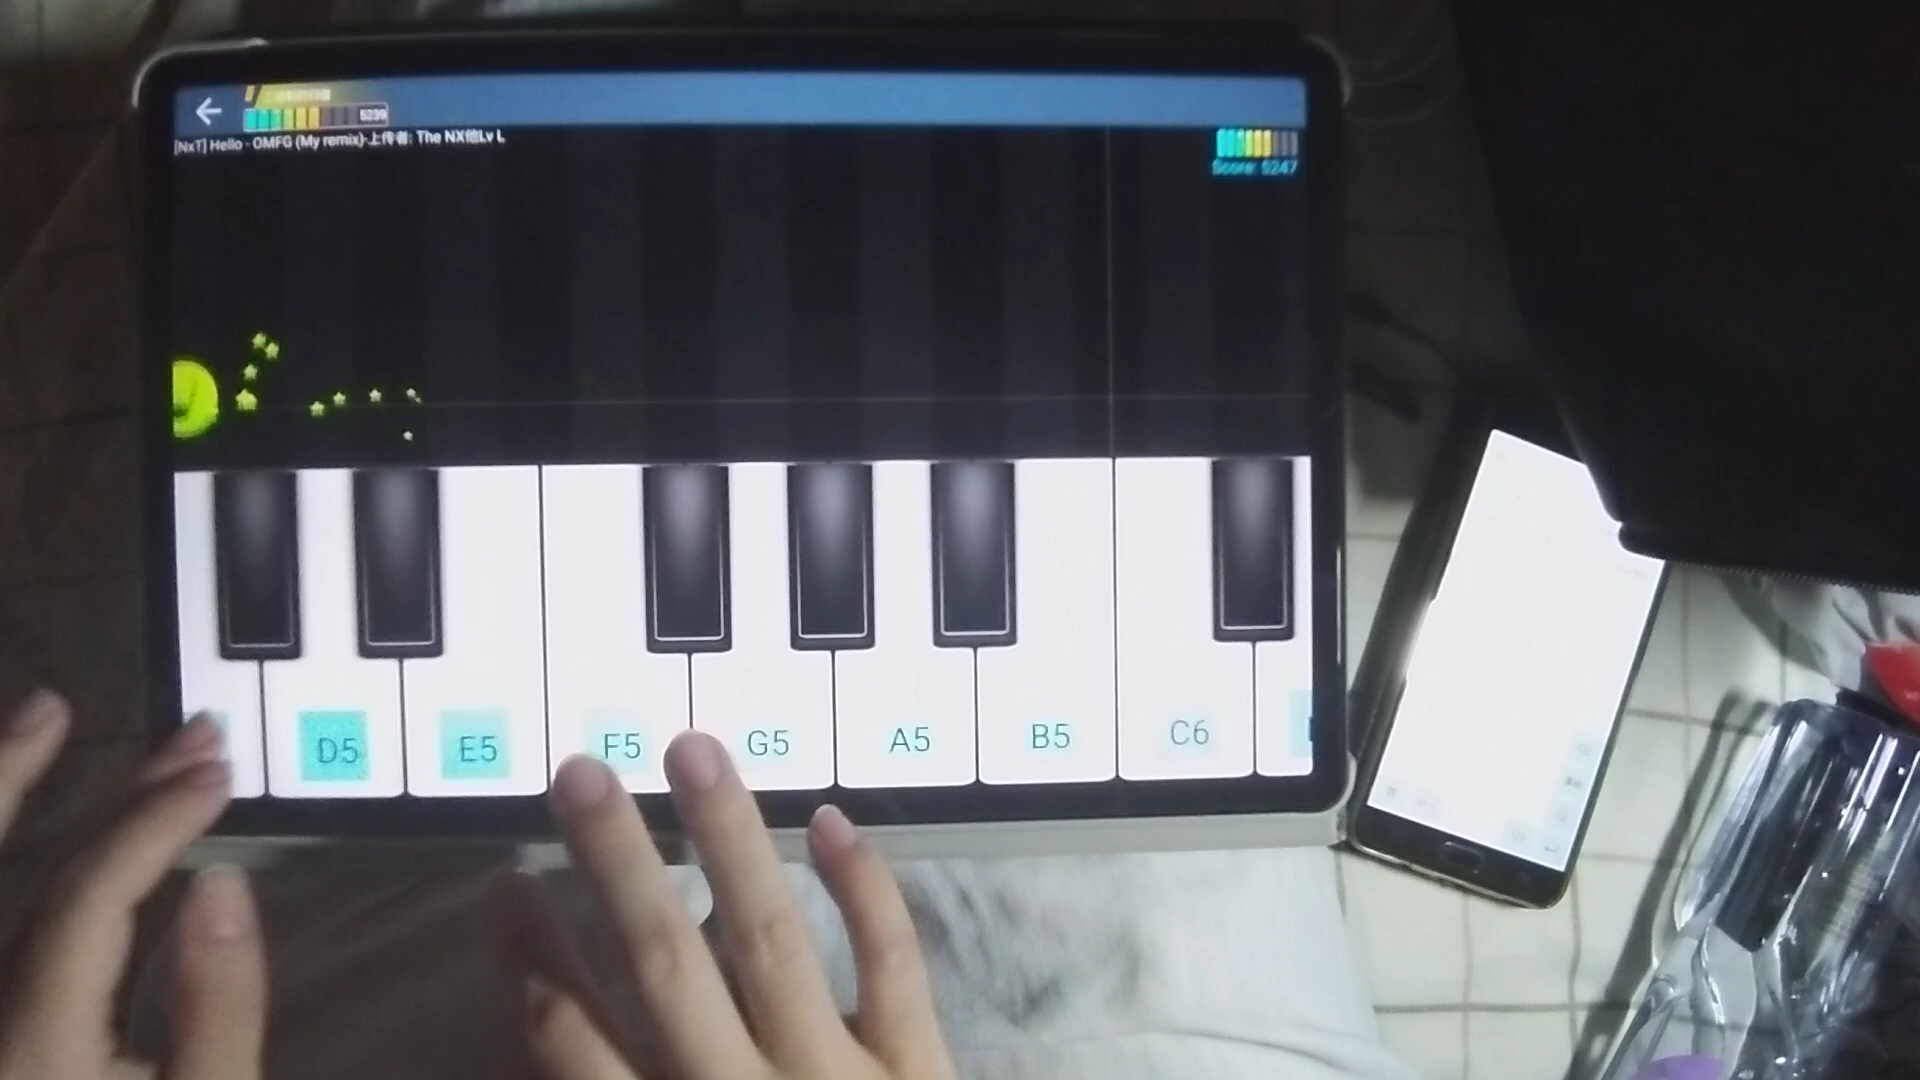 5239
[NxT] Hello - OMFG (My remix)-上传者: The NX他Lv L
Score: 5247
D5 E5 F5 G5 A5 B5 C6